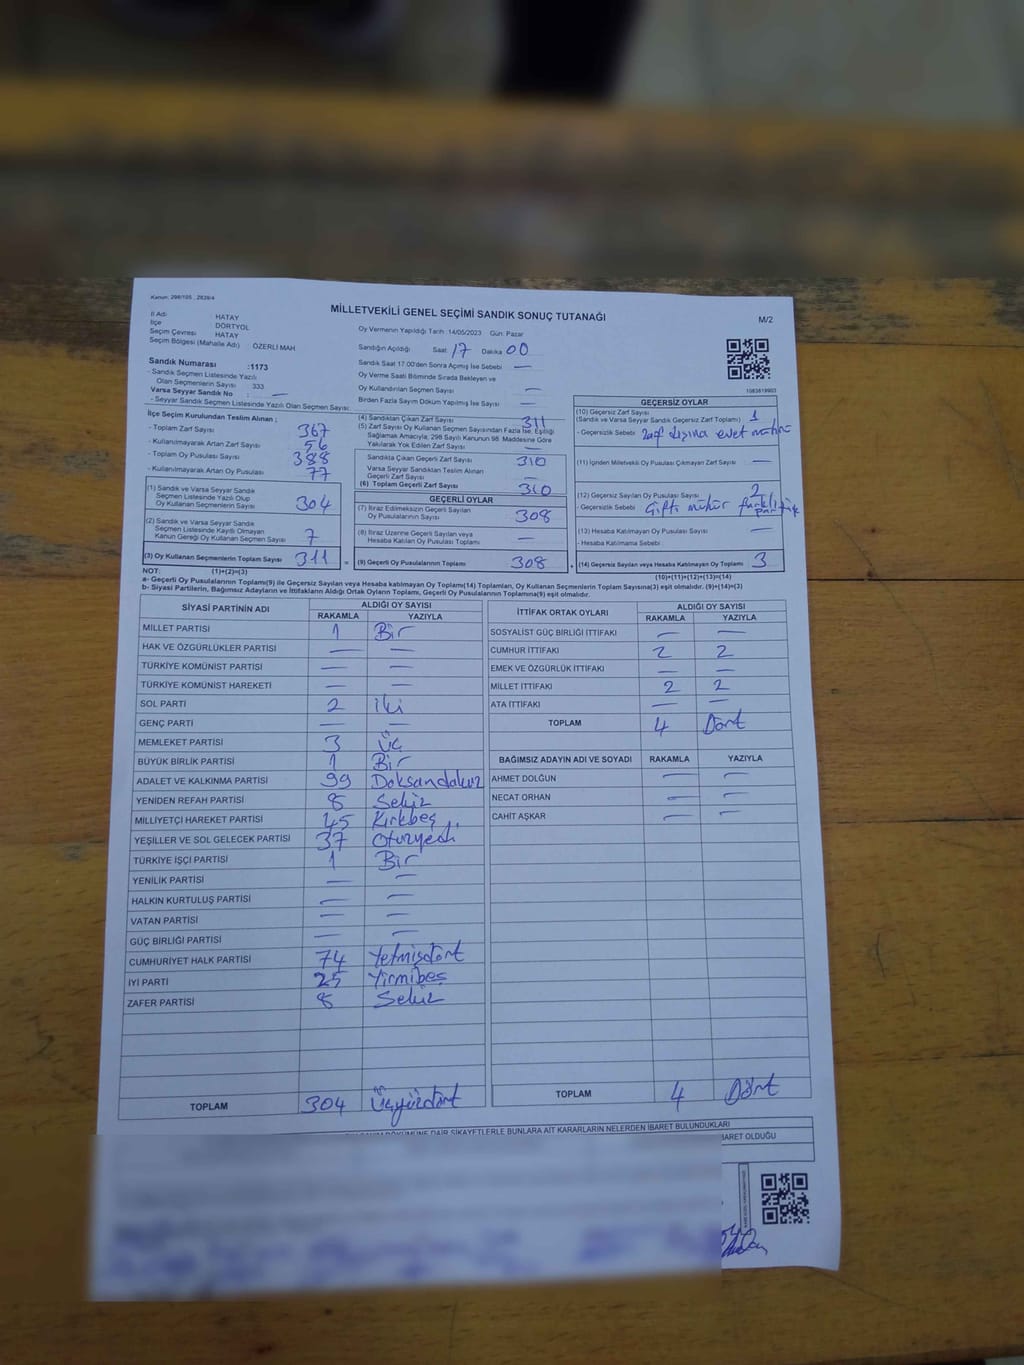 Kanun: 298/105 , 2839/4
MİLLETVEKİLİ GENEL SEÇİMİ SANDIK SONUÇ TUTANAĞI
M/2
İl Adı : HATAY
İlçe : DÖRTYOL
Seçim Çevresi : HATAY
Seçim Bölgesi (Mahalle Adı) : ÖZERLİ MAH
Oy Vermenin Yapıldığı Tarih :14/05/2023 Gün: Pazar
Sandığın Açıldığı Saat: 17 Dakika: 00
Sandık Saat 17.00'den Sonra Açılmış İse Sebebi —
Oy Verme Saati Bitiminde Sırada Bekleyen ve
Oy Kullandırılan Seçmen Sayısı —
Birden Fazla Sayım Döküm Yapılmış İse Sayısı —
Sandık Numarası :1173
- Sandık Seçmen Listesinde Yazılı
Olan Seçmenlerin Sayısı 333
Varsa Seyyar Sandık No : —
- Seyyar Sandık Seçmen Listesinde Yazılı Olan Seçmen Sayısı:
İlçe Seçim Kurulundan Teslim Alınan :
- Toplam Zarf Sayısı 367
- Kullanılmayarak Artan Zarf Sayısı 56
- Toplam Oy Pusulası Sayısı 388
- Kullanılmayarak Artan Oy Pusulası 77
(1) Sandık ve Varsa Seyyar Sandık
Seçmen Listesinde Yazılı Olup
Oy Kullanan Seçmenlerin Sayısı 304
(2) Sandık ve Varsa Seyyar Sandık
Seçmen Listesinde Kayıtlı Olmayan
Kanun Gereği Oy Kullanan Seçmen Sayısı 7
(3) Oy Kullanan Seçmenlerin Toplam Sayısı 311
(4) Sandıktan Çıkan Zarf Sayısı 311
(5) Zarf Sayısı Oy Kullanan Seçmen Sayısından Fazla İse, Eşitliği
Sağlamak Amacıyla, 298 Sayılı Kanunun 98. Maddesine Göre
Yakılarak Yok Edilen Zarf Sayısı —
Sandıkta Çıkan Geçerli Zarf Sayısı 310
Varsa Seyyar Sandıktan Teslim Alınan
Geçerli Zarf Sayısı —
(6) Toplam Geçerli Zarf Sayısı 310
GEÇERLİ OYLAR
(7) İtiraz Edilmeksizin Geçerli Sayılan
Oy Pusulalarının Sayısı 308
(8) İtiraz Üzerine Geçerli Sayılan veya
Hesaba Katılan Oy Pusulası Toplamı —
= (9) Geçerli Oy Pusulalarının Toplamı 308
1083619903
GEÇERSİZ OYLAR
(10) Geçersiz Zarf Sayısı
(Sandık ve Varsa Seyyar Sandık Geçersiz Zarf Toplamı) 1
- Geçersizlik Sebebi zarf dışına evet mührü
(11) İçinden Milletvekili Oy Pusulası Çıkmayan Zarf Sayısı —
(12) Geçersiz Sayılan Oy Pusulası Sayısı 2
- Geçersizlik Sebebi Çift mühür farklı
(13) Hesaba Katılmayan Oy Pusulası Sayısı —
- Hesaba Katılmama Sebebi
+ (14) Geçersiz Sayılan veya Hesaba Katılmayan Oy Toplamı 3
NOT: (1)+(2)=(3)
(10)+(11)+(12)+(13)=(14)
a- Geçerli Oy Pusulalarının Toplamı(9) ile Geçersiz Sayılan veya Hesaba Katılmayan Oy Toplamı(14) Toplamları, Oy Kullanan Seçmenlerin Toplam Sayısına(3) eşit olmalıdır. (9)+(14)=(3)
b- Siyasi Partilerin, Bağımsız Adayların ve İttifakların Aldığı Ortak Oyların Toplamı, Geçerli Oy Pusulalarının Toplamına(9) eşit olmalıdır.
SİYASİ PARTİNİN ADI ALDIĞI OY SAYISI
RAKAMLA YAZIYLA
MİLLET PARTİSİ 1 Bir
HAK VE ÖZGÜRLÜKLER PARTİSİ — —
TÜRKİYE KOMÜNİST PARTİSİ — —
TÜRKİYE KOMÜNİST HAREKETİ — —
SOL PARTİ 2 iki
GENÇ PARTİ — —
MEMLEKET PARTİSİ 3 Üç
BÜYÜK BİRLİK PARTİSİ 1 Bir
ADALET VE KALKINMA PARTİSİ 99 Doksandokuz
YENİDEN REFAH PARTİSİ 8 Sekiz
MİLLİYETÇİ HAREKET PARTİSİ 45 Kırkbeş
YEŞİLLER VE SOL GELECEK PARTİSİ 37 Otuzyedi
TÜRKİYE İŞÇİ PARTİSİ 1 Bir
YENİLİK PARTİSİ — —
HALKIN KURTULUŞ PARTİSİ — —
VATAN PARTİSİ — —
GÜÇ BİRLİĞİ PARTİSİ — —
CUMHURİYET HALK PARTİSİ 74 Yetmişdört
İYİ PARTİ 25 Yirmibeş
ZAFER PARTİSİ 8 Sekiz
TOPLAM 304 Üçyüzdört
İTTİFAK ORTAK OYLARI ALDIĞI OY SAYISI
RAKAMLA YAZIYLA
SOSYALİST GÜÇ BİRLİĞİ İTTİFAKI — —
CUMHUR İTTİFAKI 2 2
EMEK VE ÖZGÜRLÜK İTTİFAKI — —
MİLLET İTTİFAKI 2 2
ATA İTTİFAKI — —
TOPLAM 4 Dört
BAĞIMSIZ ADAYIN ADI VE SOYADI RAKAMLA YAZIYLA
AHMET DOLĞUN — —
NECAT ORHAN — —
CAHİT AŞKAR — —
TOPLAM 4 Dört
DÖKÜMÜNE DAİR ŞİKAYETLERLE BUNLARA AİT KARARLARIN NELERDEN İBARET BULUNDUKLARI
BARET OLDUĞU